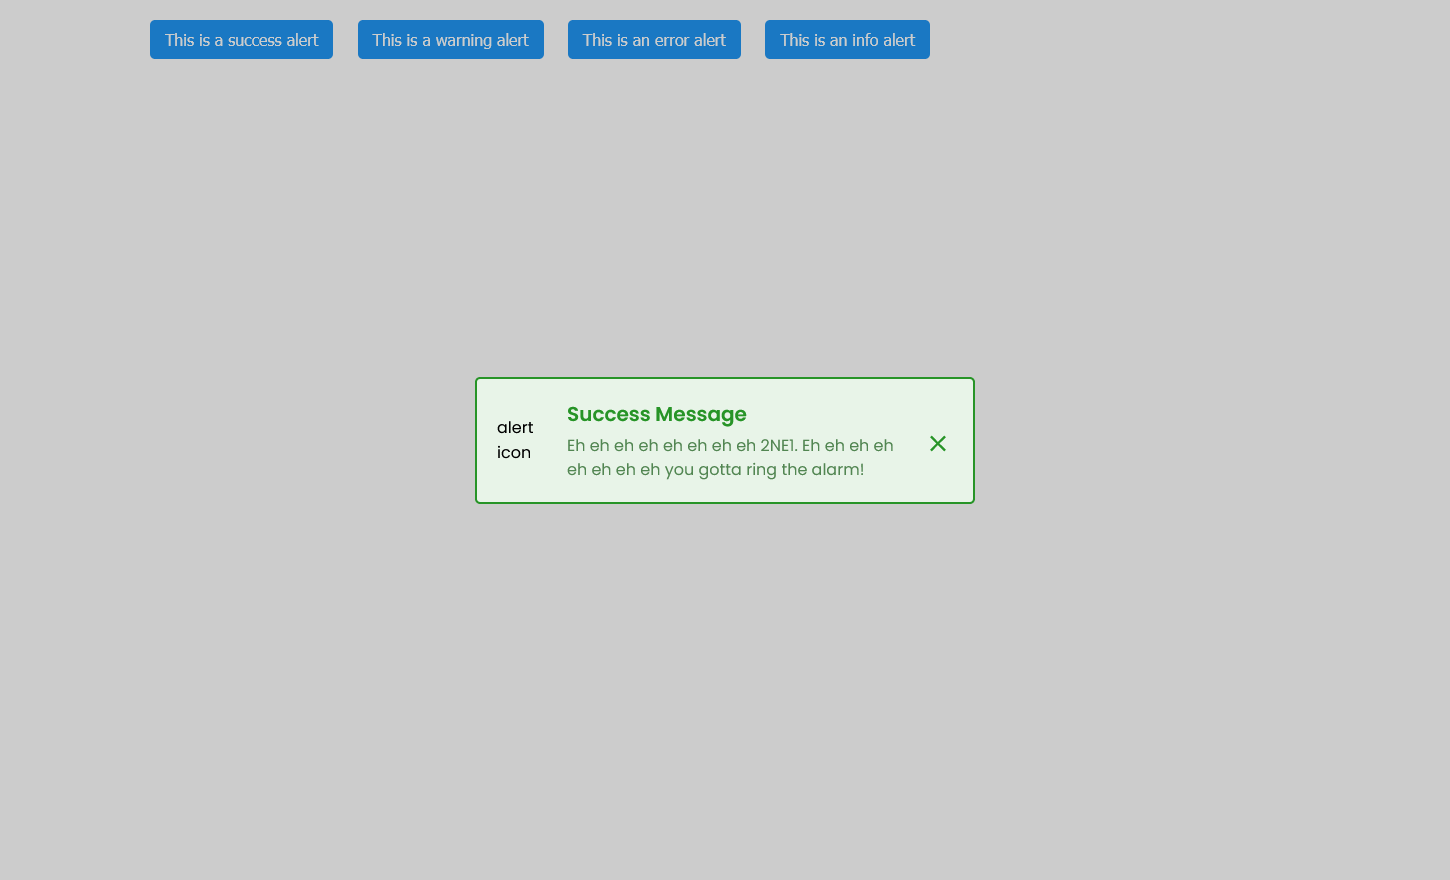 This is a success alert
This is a warning alert
This is an error alert
This is an info alert
alert
icon
Success Message
Eh eh eh eh eh eh eh eh 2NE1. Eh eh eh eh
eh eh eh eh you gotta ring the alarm!